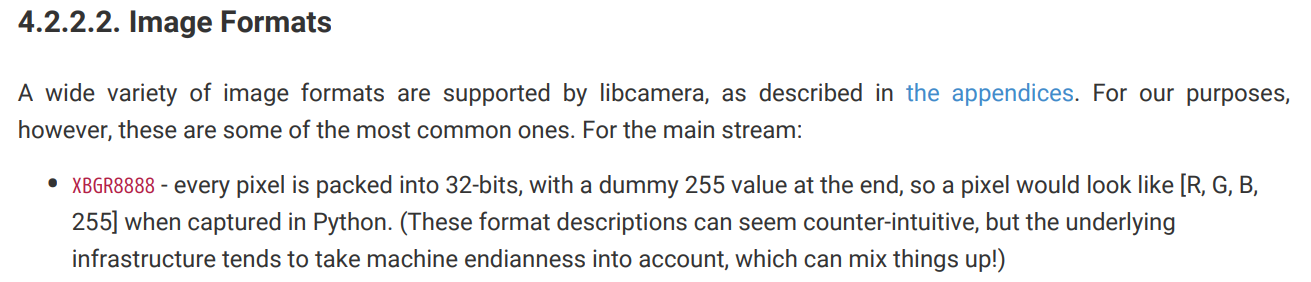 4.2.2.2. Image Formats
A wide variety of image formats are supported by libcamera, as described in the appendices. For our purposes,
however, these are some of the most common ones. For the main stream:
• XBGR8888 - every pixel is packed into 32-bits, with a dummy 255 value at the end, so a pixel would look like [R, G, B,
255] when captured in Python. (These format descriptions can seem counter-intuitive, but the underlying
infrastructure tends to take machine endianness into account, which can mix things up!)